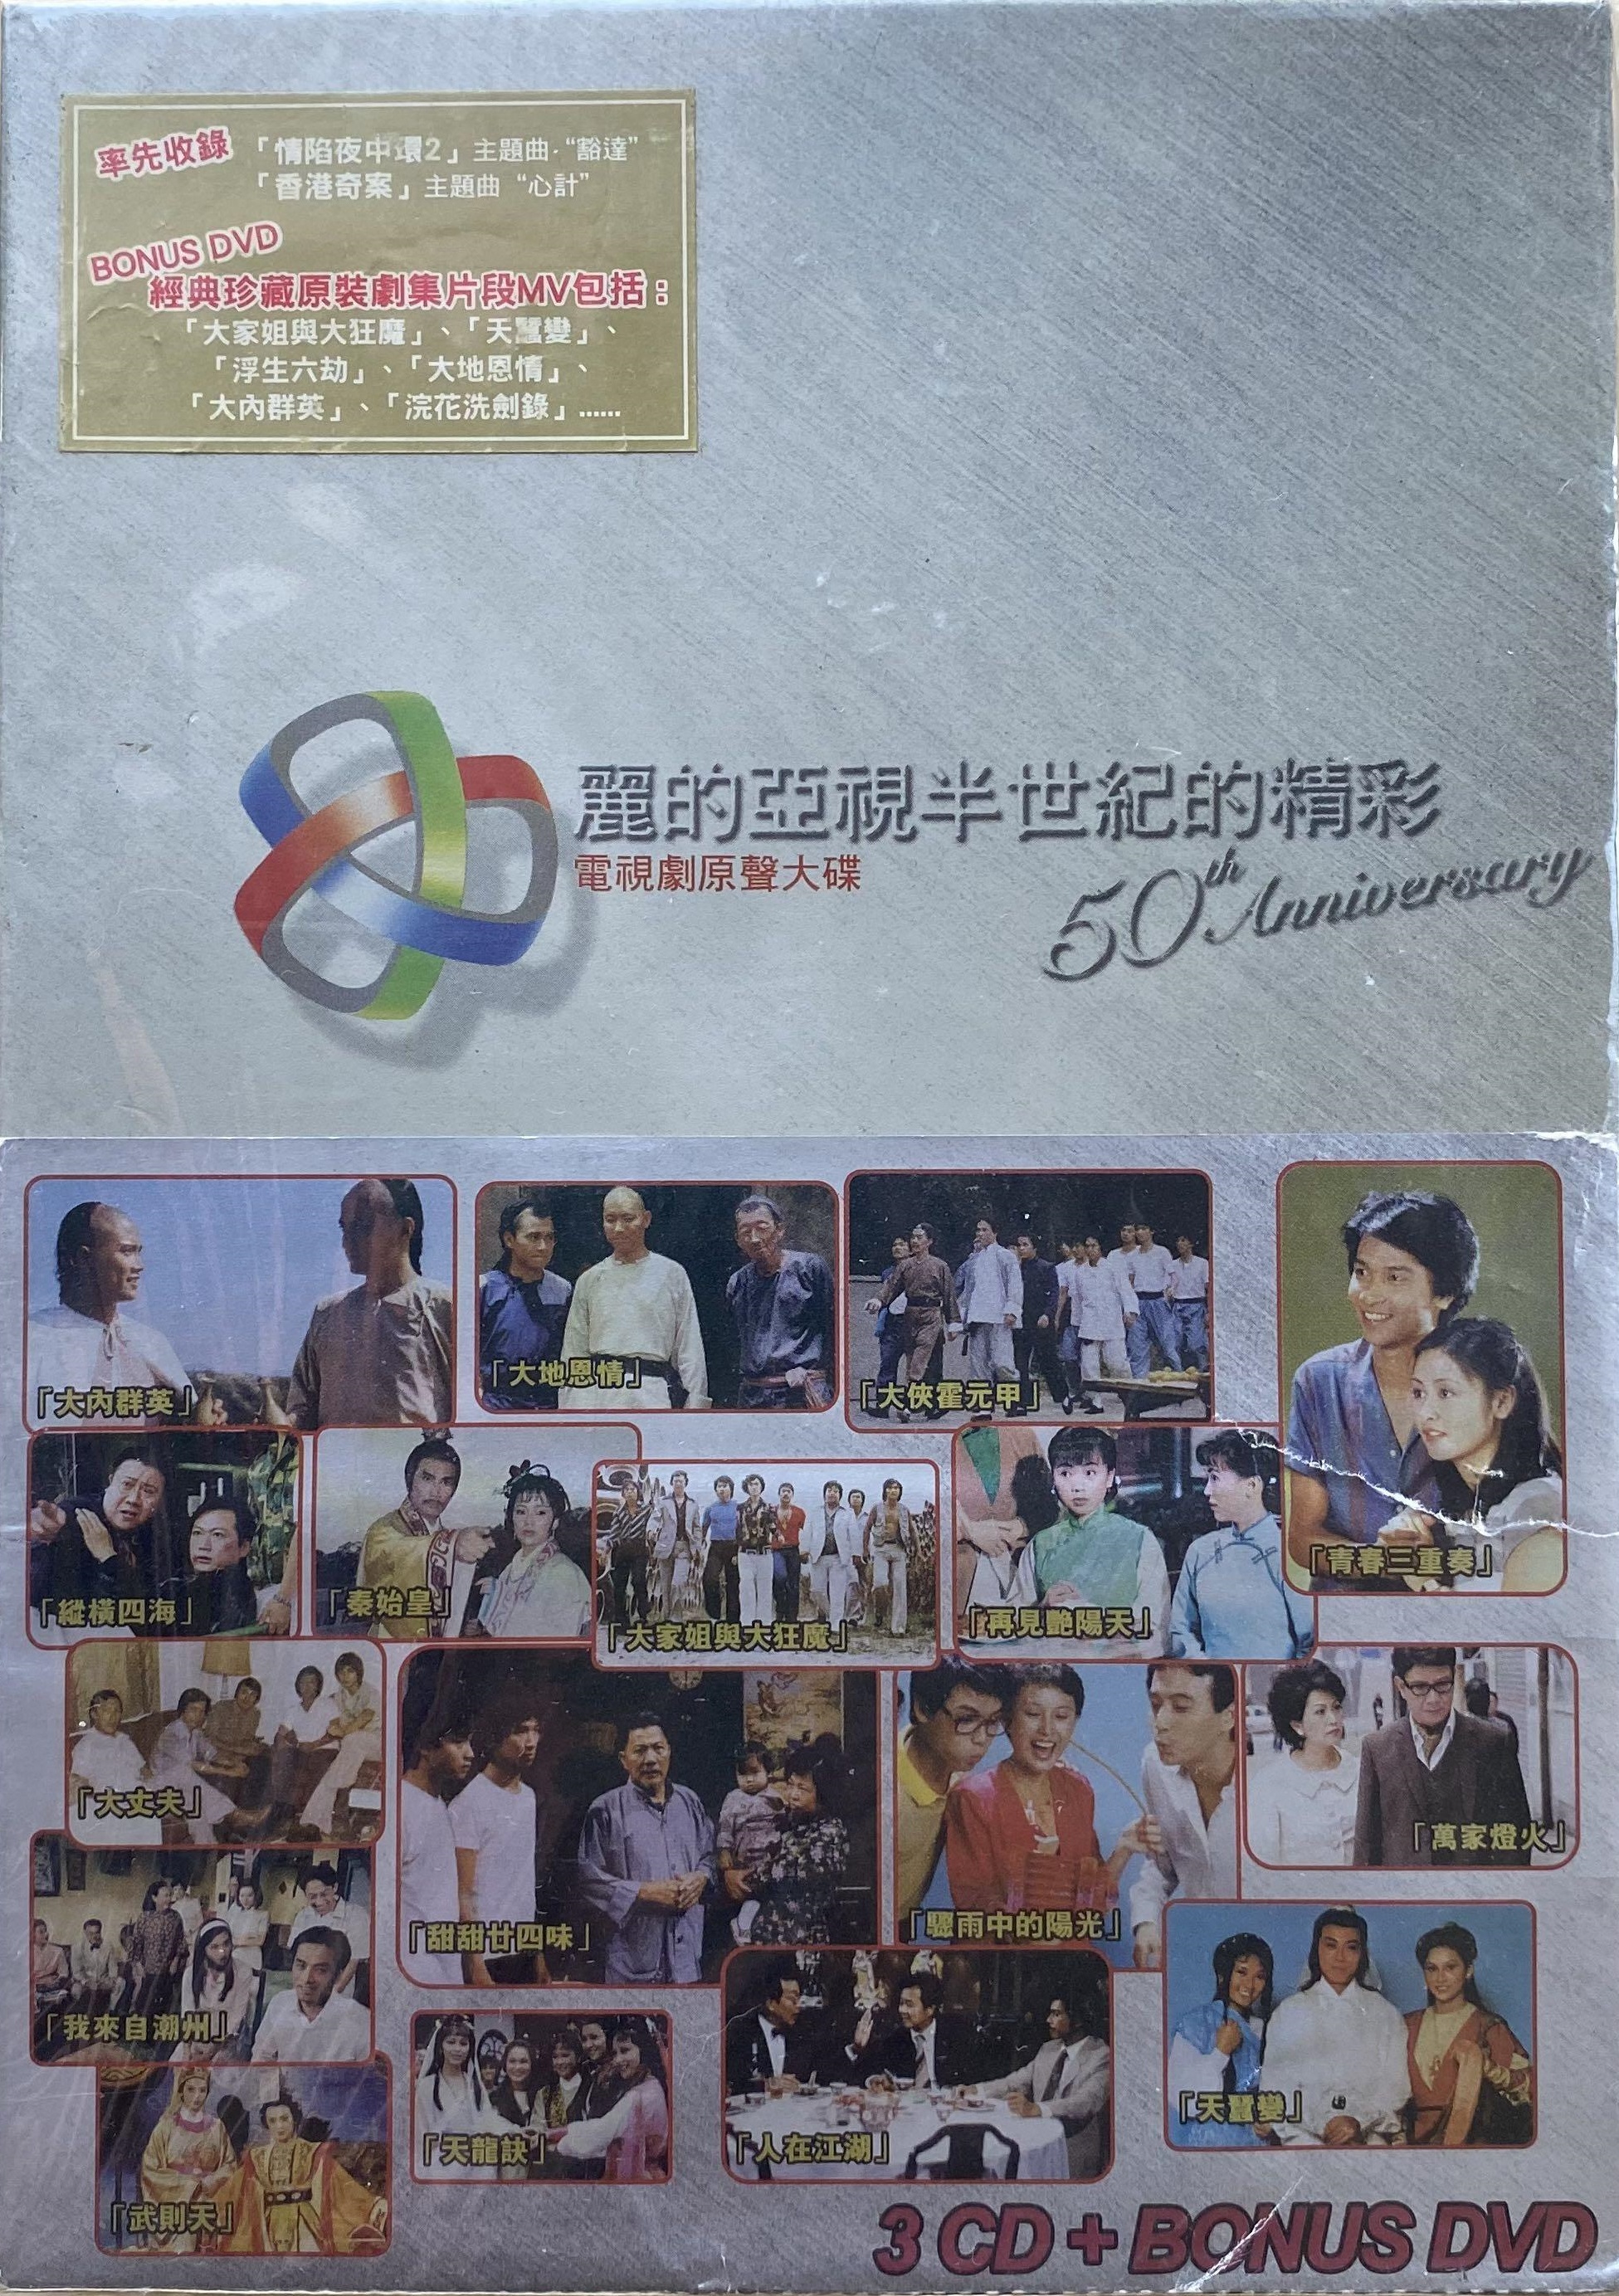 率先收錄 「情陷夜中環2」主題曲·“豁達”
「香港奇案」主題曲 “心計”
BONUS DVD
經典珍藏原裝劇集片段MV包括：
「大家姐與大狂魔」、「天蠶變」、
「浮生六劫」、「大地恩情」、
「大內群英」、「浣花洗劍錄」......
麗的亞視半世紀的精彩
電視劇原聲大碟
50th Anniversary
「大內群英」
「大地恩情」
「大俠霍元甲」
「青春三重奏」
「縱橫四海」
「秦始皇」
「大家姐與大狂魔」
「再見艷陽天」
「大丈夫」
「甜甜廿四味」
「驟雨中的陽光」
「萬家燈火」
「我來自潮州」
「天龍訣」
「人在江湖」
「天蠶變」
「武則天」
3 CD + BONUS DVD